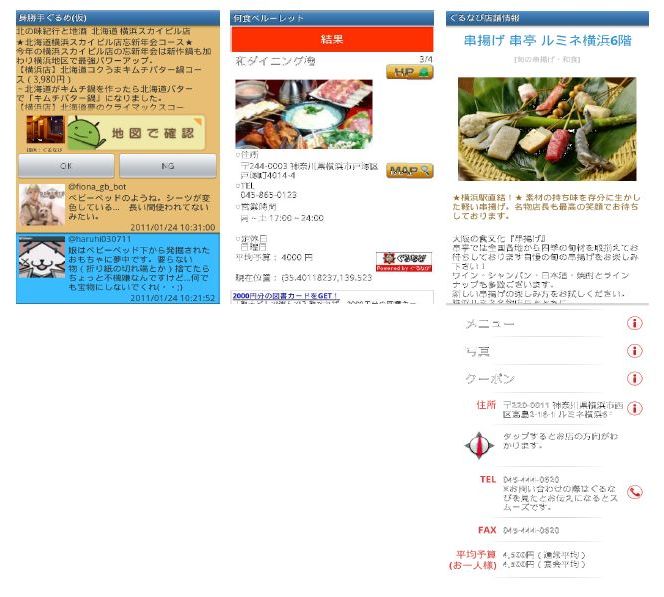 身勝手ぐるめ(仮)
北の味紀行と地酒 北海道 横浜スカイビル店
★北海道横浜スカイビル店忘新年会コース★
今年の横浜スカイビル店の忘新年会は新作鍋も加
わり横浜地区で最強パワーアップ。
【横浜店】北海道コクうまキムチバター鍋コー
ス(3,980円)
~北海道がキムチ鍋を作ったら北海道バター
で「キムチバター鍋」になりました。
地図で確認
OK
NG
@fiona_gb_bot
ベビーベッドのようね。シーツが変
色している... 長い間使われてない
みたい。
2011/01/24 10:31:00
@haruhi030711
娘はベビーベッド下から発掘された
おもちゃに夢中です。要らない
物(折り紙の切れ端とか)捨てたら
ちょっと不機嫌なんですけど...何で
も宝物にしないでくれ(・・;)
2011/01/24 10:21:52
何食べルーレット
結果
和ダイニング湊
3/4
HP
○住所
〒244-0003 神奈川県横浜市戸塚区
戸塚町4014-4
MAP
○TEL
045-865-0123
○営業時間
月~土 17:00~24:00
○定休日
日曜日
平均予算: 4000 円
ぐるなび
Powered by ぐるなび
現在位置: (35.40118237,139.523
2000円分の図書カードをGET!
ぐるなび店舗情報
串揚げ 串亭 ルミネ横浜6階
[旬の串揚げ・和食]
★横浜駅直結!★ 素材の持ち味を存分に生かし
た軽い串揚げ。名物店長も最高の笑顔でお待ち
しております。
大阪の食文化『串揚げ』
串亭では全国各地から四季の旬材を取揃えてお
待ちしております自慢の旬の串揚げをお楽しみ
下さい!
ワイン・シャンパン・日本酒・焼酎とライン
ナップも多数ございます。
新しい串揚げの楽しみ方をお試しください。
メニュー
写真
クーポン
住所
〒220-0011 神奈川県横浜市西
区高島2-16-1 ルミネ横浜6
タップするとお店の方向がわ
かります。
TEL
045-444-0520
※お問い合わせの際はぐるな
びを見たとお伝えになるとス
ムーズです。
FAX
045-444-0520
平均予算
(お一人様)
4,500円(通常平均)
4,500円(宴会平均)